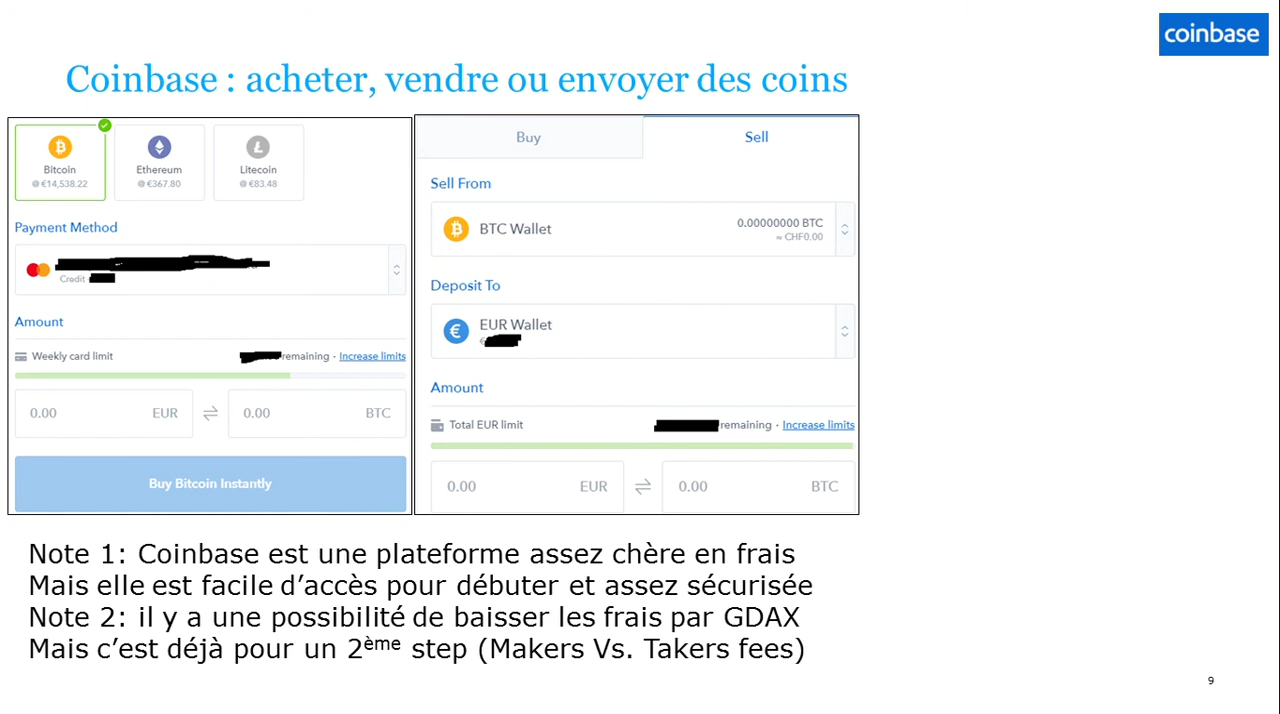 coinbase
Coinbase : acheter, vendre ou envoyer des coins
Bitcoin
@ €14,538.22
Ethereum
@ €367.80
Litecoin
@ €83.48
Payment Method
Credit
Amount
Weekly card limit
remaining · Increase limits
0.00 EUR
0.00 BTC
Buy Bitcoin Instantly
Buy
Sell
Sell From
BTC Wallet
0.00000000 BTC
≈ CHF0.00
Deposit To
EUR Wallet
€
Amount
Total EUR limit
remaining · Increase limits
0.00 EUR
0.00 BTC
Note 1: Coinbase est une plateforme assez chère en frais
Mais elle est facile d’accès pour débuter et assez sécurisée
Note 2: il y a une possibilité de baisser les frais par GDAX
Mais c’est déjà pour un 2ème step (Makers Vs. Takers fees)
9